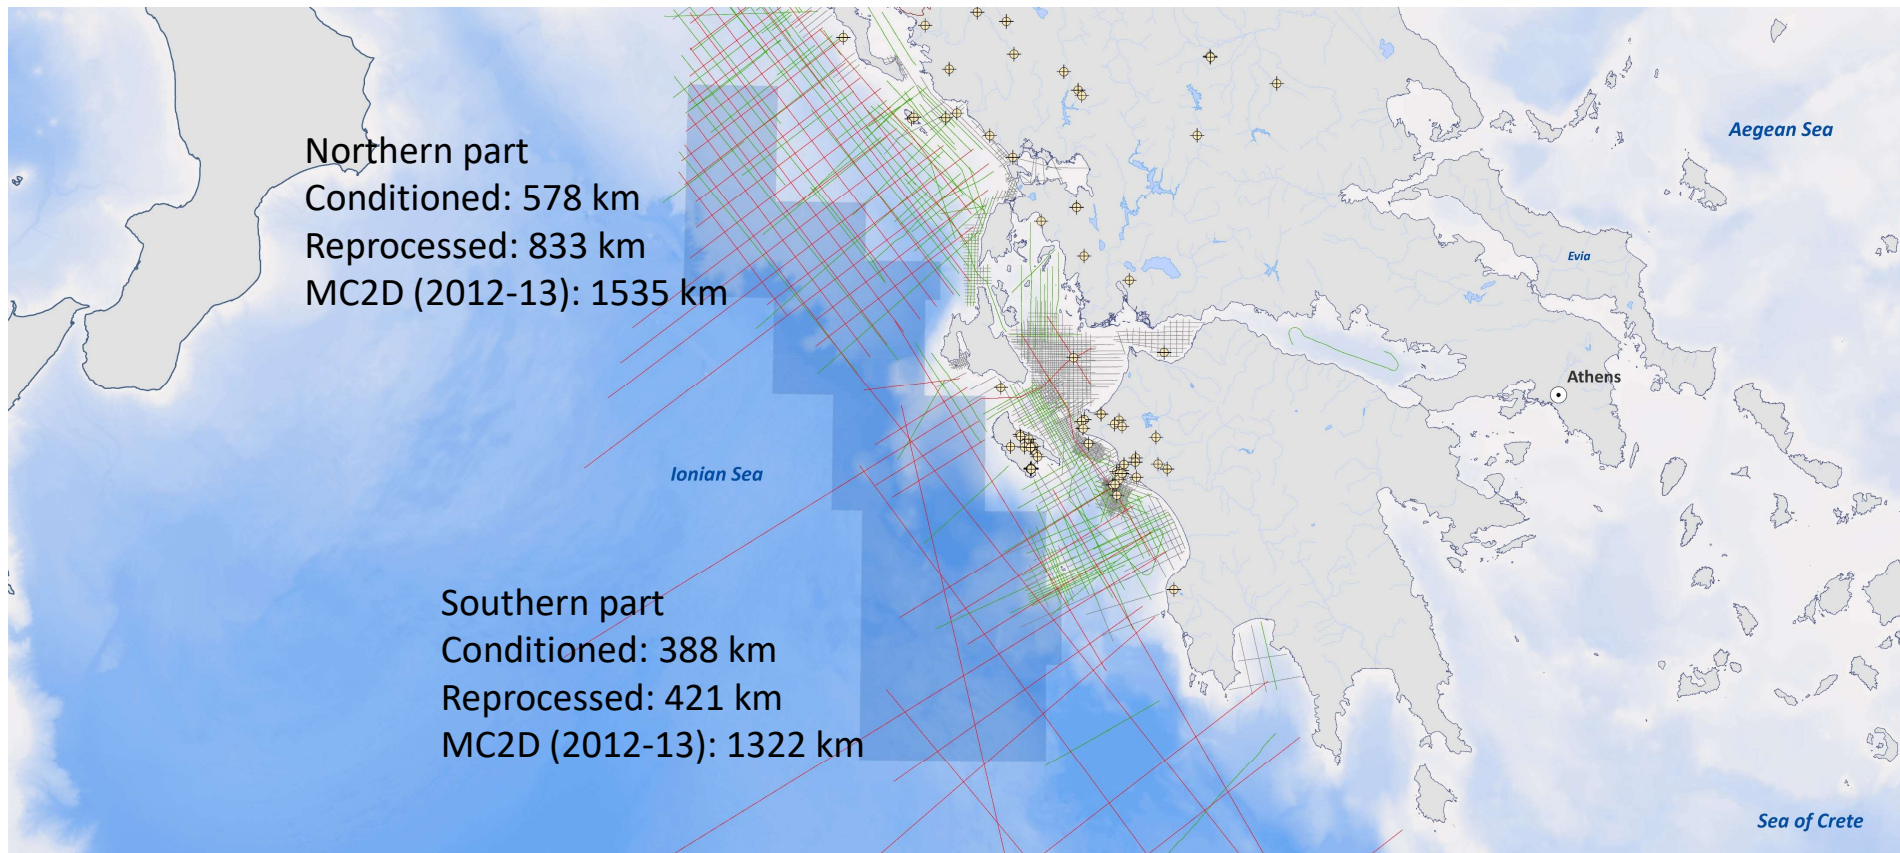 Northern part
Conditioned: 578 km
Reprocessed: 833 km
MC2D (2012-13): 1535 km
Aegean Sea
Evia
Athens
Ionian Sea
Southern part
Conditioned: 388 km
Reprocessed: 421 km
MC2D (2012-13): 1322 km
Sea of Crete